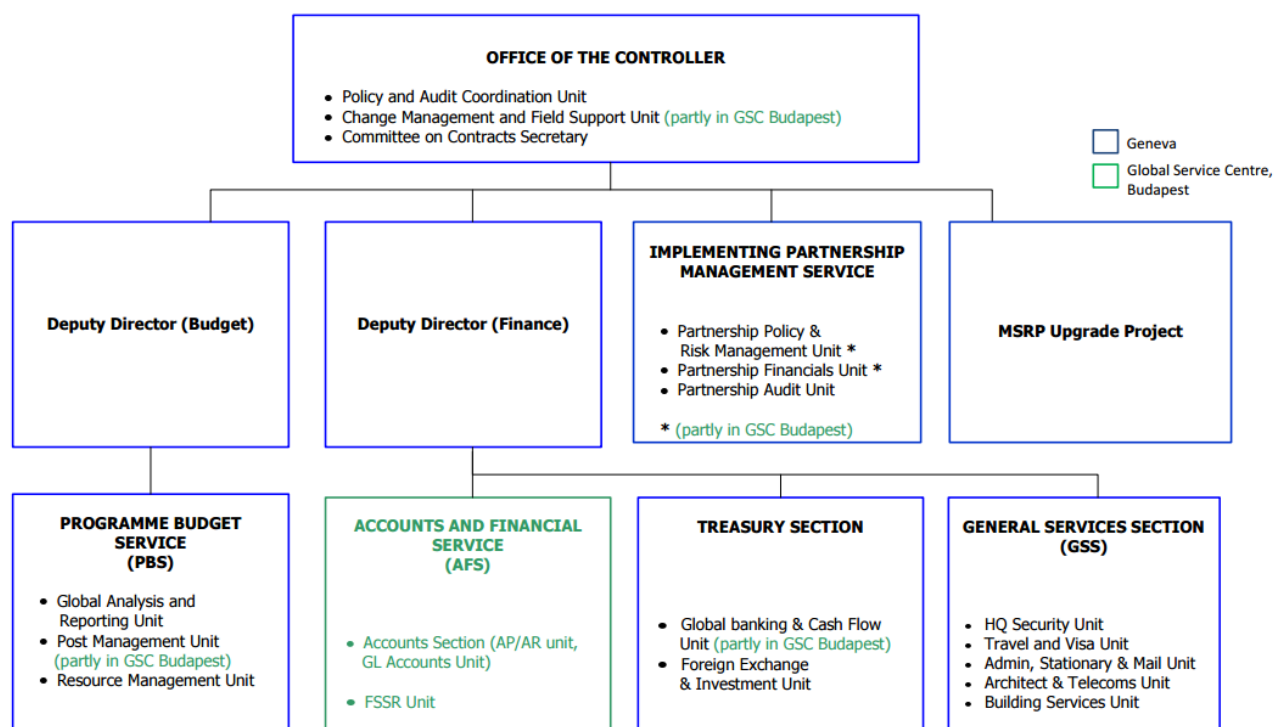 OFFICE OF THE CONTROLLER
• Policy and Audit Coordination Unit
• Change Management and Field Support Unit (partly in GSC Budapest)
• Committee on Contracts Secretary
Geneva
Global Service Centre,
Budapest
Deputy Director (Budget)
Deputy Director (Finance)
IMPLEMENTING PARTNERSHIP
MANAGEMENT SERVICE
• Partnership Policy &
Risk Management Unit *
• Partnership Financials Unit *
• Partnership Audit Unit
* (partly in GSC Budapest)
MSRP Upgrade Project
PROGRAMME BUDGET
SERVICE
(PBS)
• Global Analysis and
Reporting Unit
• Post Management Unit
(partly in GSC Budapest)
• Resource Management Unit
ACCOUNTS AND FINANCIAL
SERVICE
(AFS)
• Accounts Section (AP/AR unit,
GL Accounts Unit)
• FSSR Unit
TREASURY SECTION
• Global banking & Cash Flow
Unit (partly in GSC Budapest)
• Foreign Exchange
& Investment Unit
GENERAL SERVICES SECTION
(GSS)
• HQ Security Unit
• Travel and Visa Unit
• Admin, Stationary & Mail Unit
• Architect & Telecoms Unit
• Building Services Unit